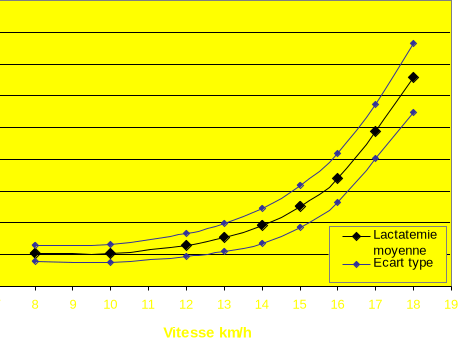 Lactatemie
moyenne
Ecart type
8 9 10 11 12 13 14 15 16 17 18 19
Vitesse km/h